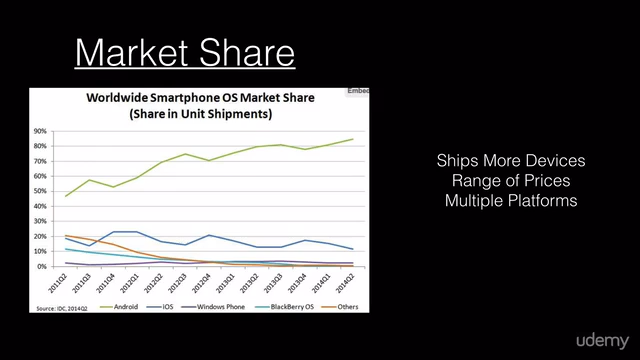 Market Share
Embed
Worldwide Smartphone OS Market Share
(Share in Unit Shipments)
90%
80%
70%
60%
50%
40%
30%
20%
10%
0%
2011Q2 2011Q3 2011Q4 2012Q1 2012Q2 2012Q3 2012Q4 2013Q1 2013Q2 2013Q3 2013Q4 2014Q1 2014Q2
Android iOS Windows Phone BlackBerry OS Others
Source: IDC, 2014Q2
Ships More Devices
Range of Prices
Multiple Platforms
udemy